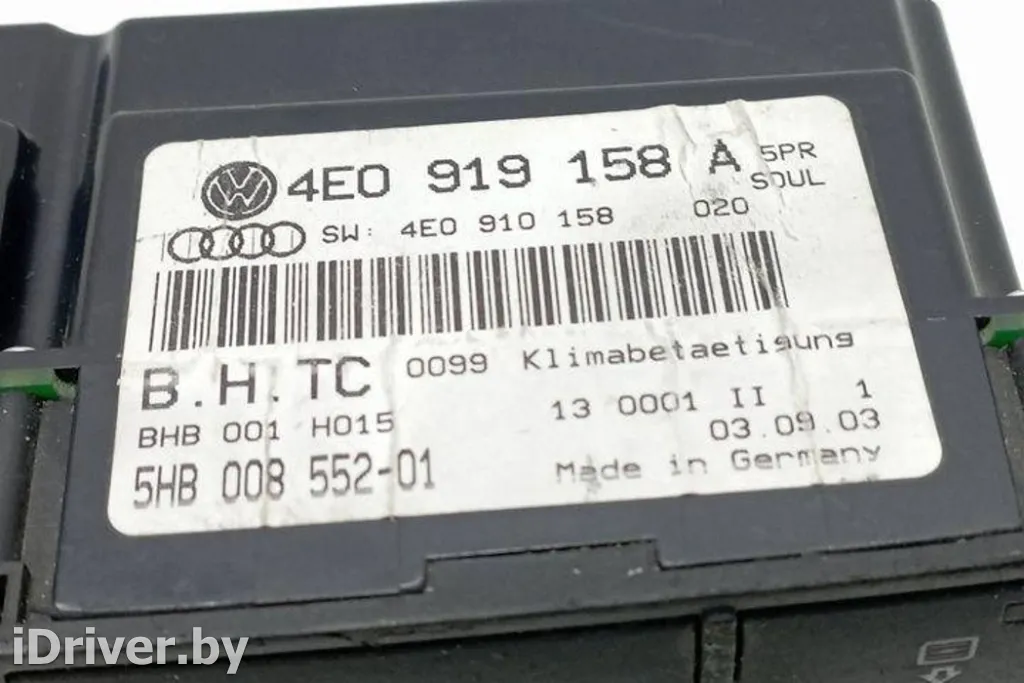 4E0 919 158 A 5PR
SOUL
SW: 4E0 910 158 020
B.H.TC 0099 Klimabetaetigung
BHB 001 H015 13 0001 II 1
03.09.03
5HB 008 552-01 Made in Germany
iDriver.by